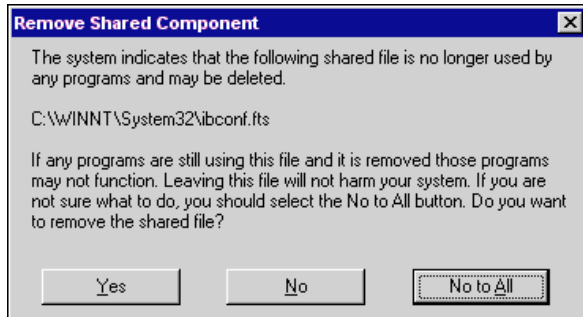 Remove Shared Component
The system indicates that the following shared file is no longer used by
any programs and may be deleted.
C:\WINNT\System32\ibconf.fts
If any programs are still using this file and it is removed those programs
may not function. Leaving this file will not harm your system. If you are
not sure what to do, you should select the No to All button. Do you want
to remove the shared file?
Yes
No
No to All